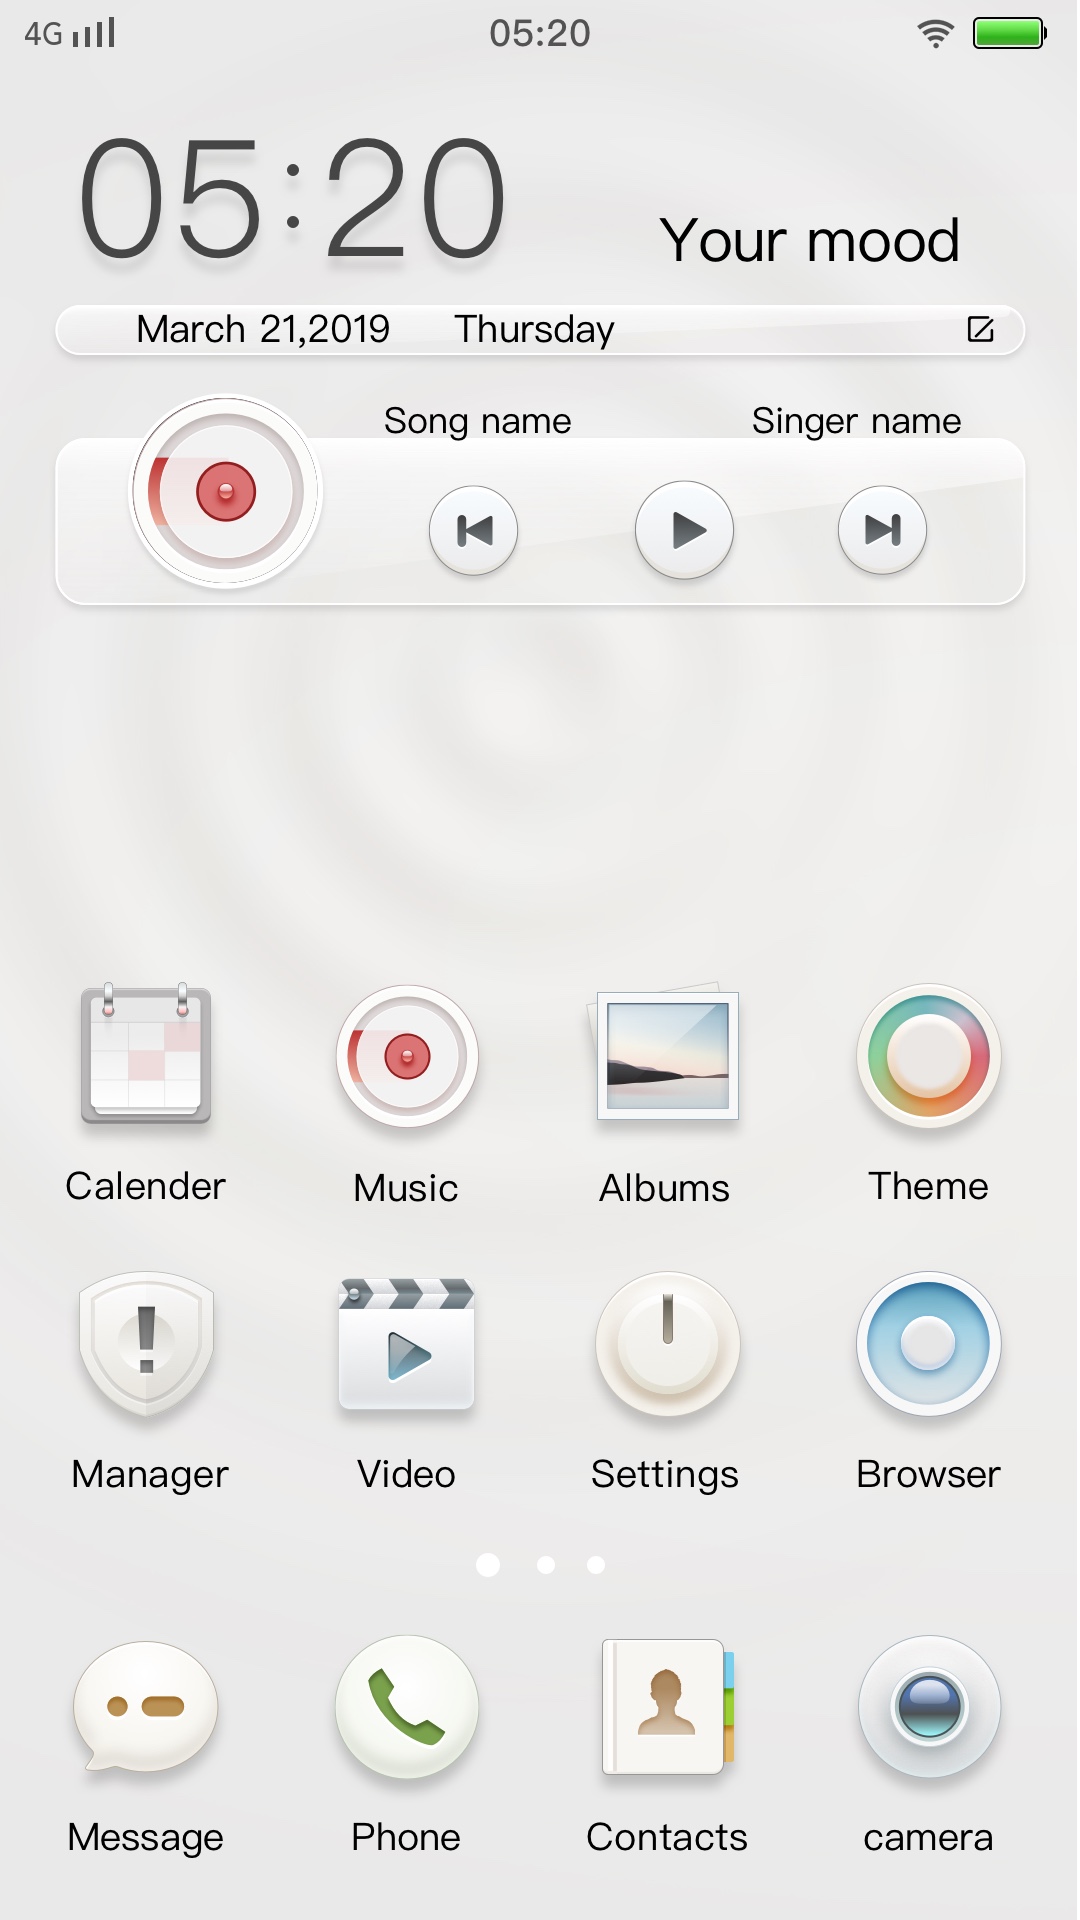 4G 05:20
05:20
Your mood
March 21,2019 Thursday
Song name Singer name
Calender Music Albums Theme
Manager Video Settings Browser
Message Phone Contacts camera